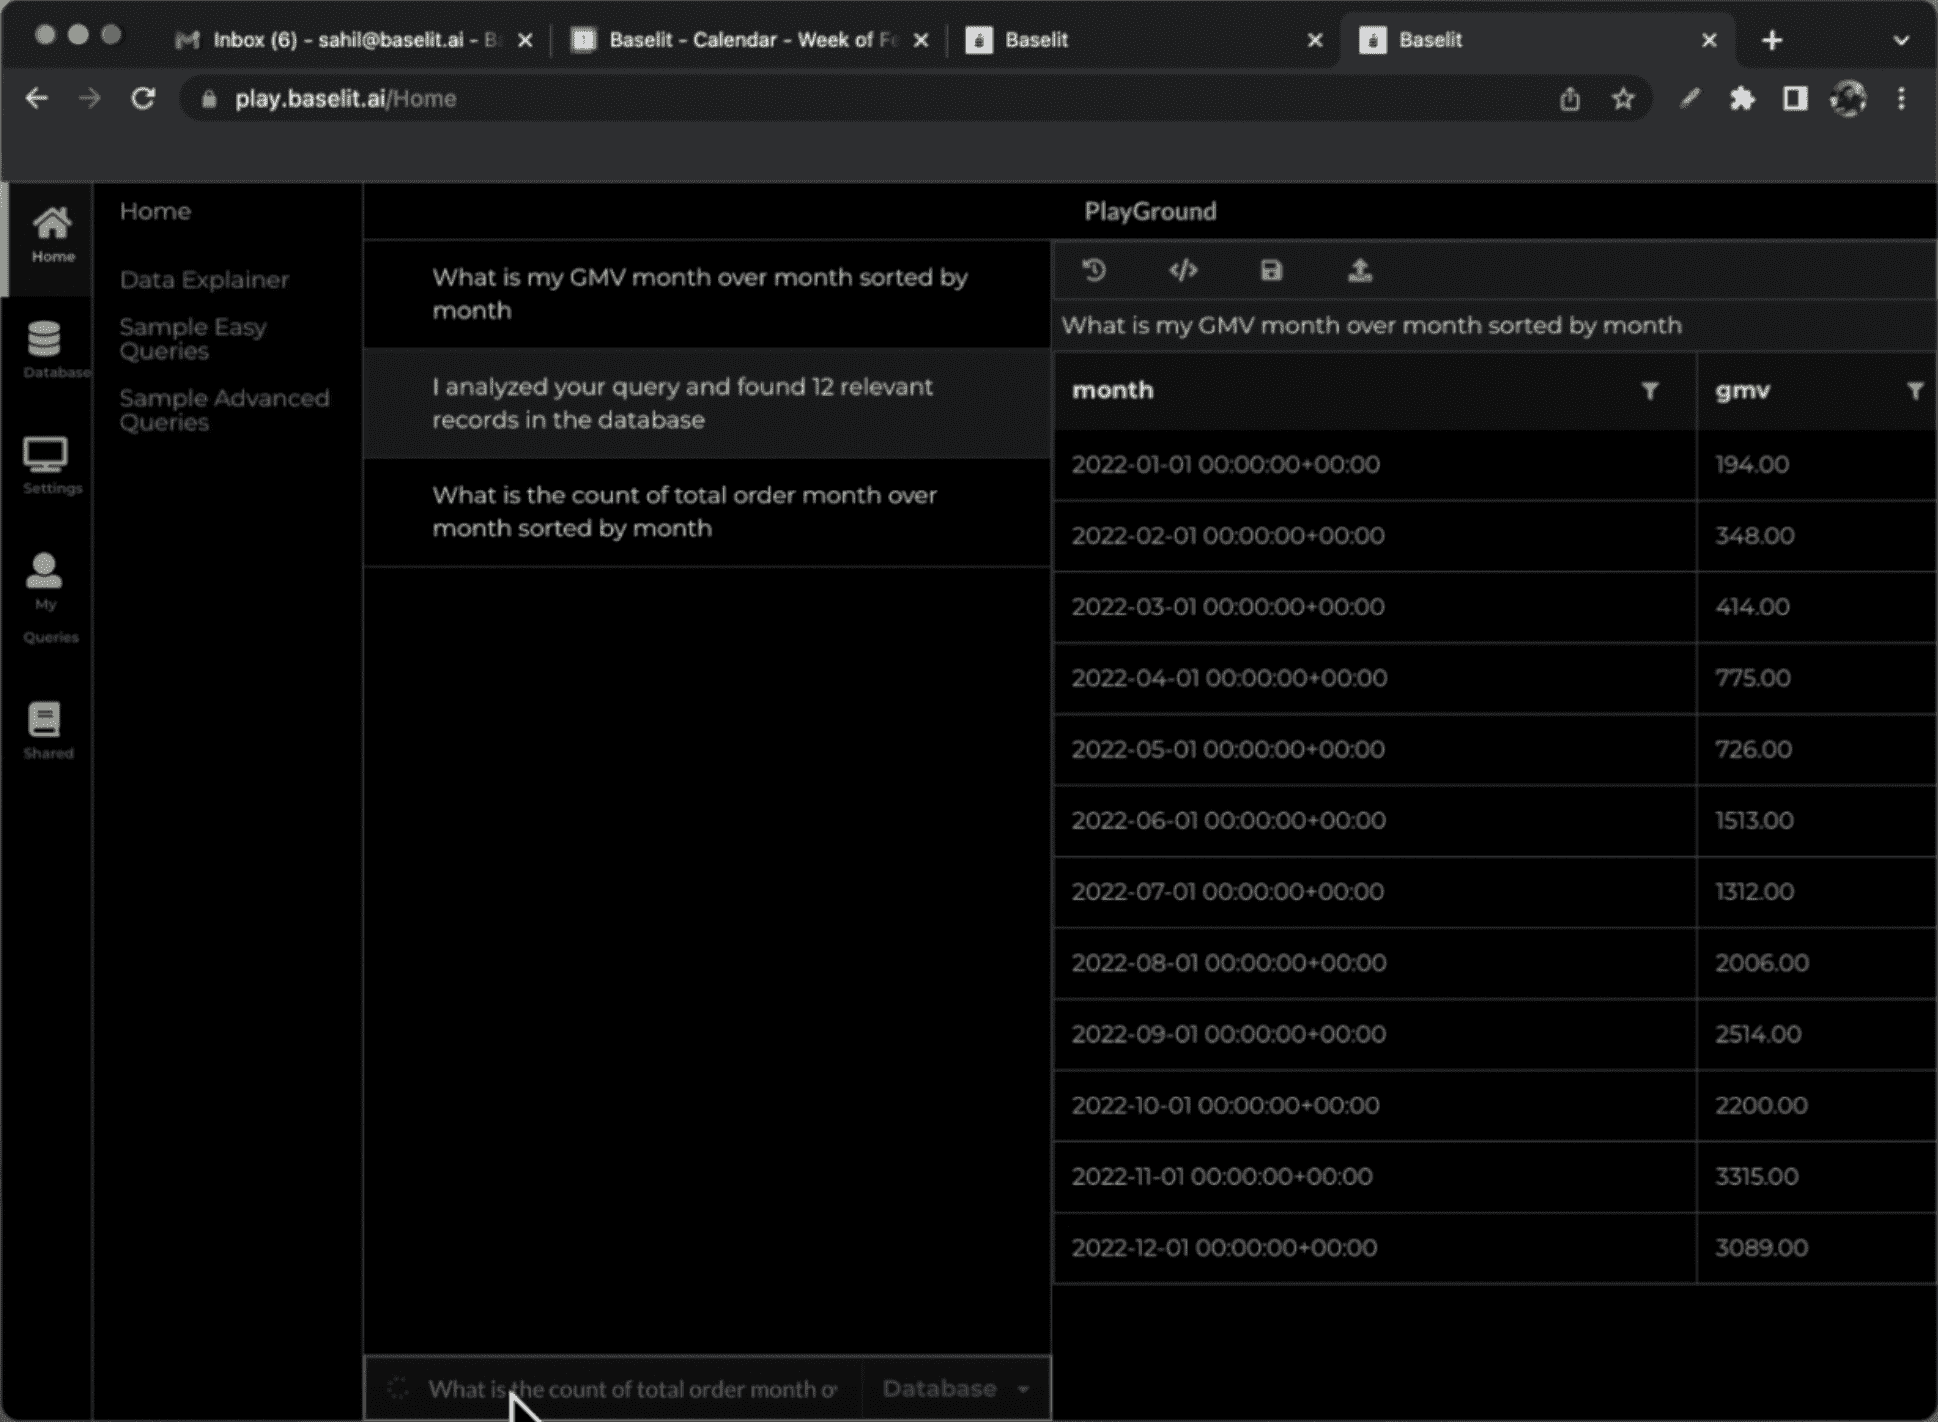 Inbox (6) - sahil@baselit.ai - B
Baselit - Calendar - Week of Fe
Baselit
Baselit
play.baselit.ai/Home
Home
Database
Settings
My
Queries
Shared
Home
Data Explainer
Sample Easy
Queries
Sample Advanced
Queries
What is my GMV month over month sorted by
month
I analyzed your query and found 12 relevant
records in the database
What is the count of total order month over
month sorted by month
What is the count of total order month o
Database
PlayGround
What is my GMV month over month sorted by month
month gmv
2022-01-01 00:00:00+00:00 194.00
2022-02-01 00:00:00+00:00 348.00
2022-03-01 00:00:00+00:00 414.00
2022-04-01 00:00:00+00:00 775.00
2022-05-01 00:00:00+00:00 726.00
2022-06-01 00:00:00+00:00 1513.00
2022-07-01 00:00:00+00:00 1312.00
2022-08-01 00:00:00+00:00 2006.00
2022-09-01 00:00:00+00:00 2514.00
2022-10-01 00:00:00+00:00 2200.00
2022-11-01 00:00:00+00:00 3315.00
2022-12-01 00:00:00+00:00 3089.00